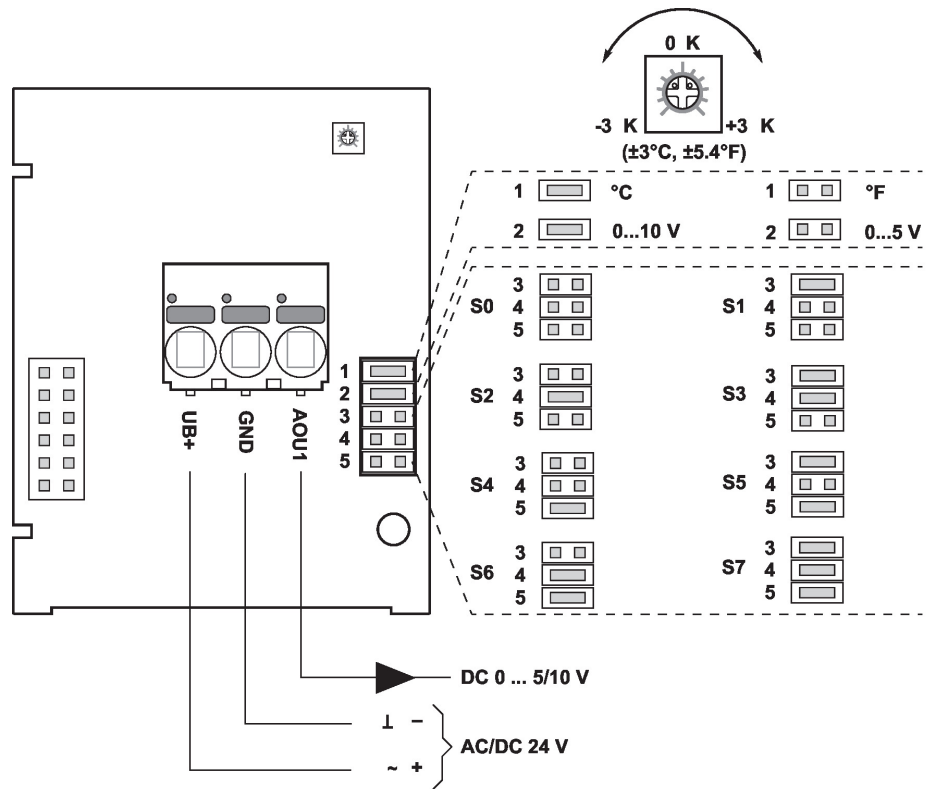 0 K
-3 K +3 K
(±3°C, ±5.4°F)
1 °C 1 °F
2 0...10 V 2 0...5 V
S0 3 4 5 S1 3 4 5
S2 3 4 5 S3 3 4 5
S4 3 4 5 S5 3 4 5
S6 3 4 5 S7 3 4 5
1
2
3
4
5
UB+ GND AOU1
DC 0 ... 5/10 V
⊥ –
AC/DC 24 V
~ +